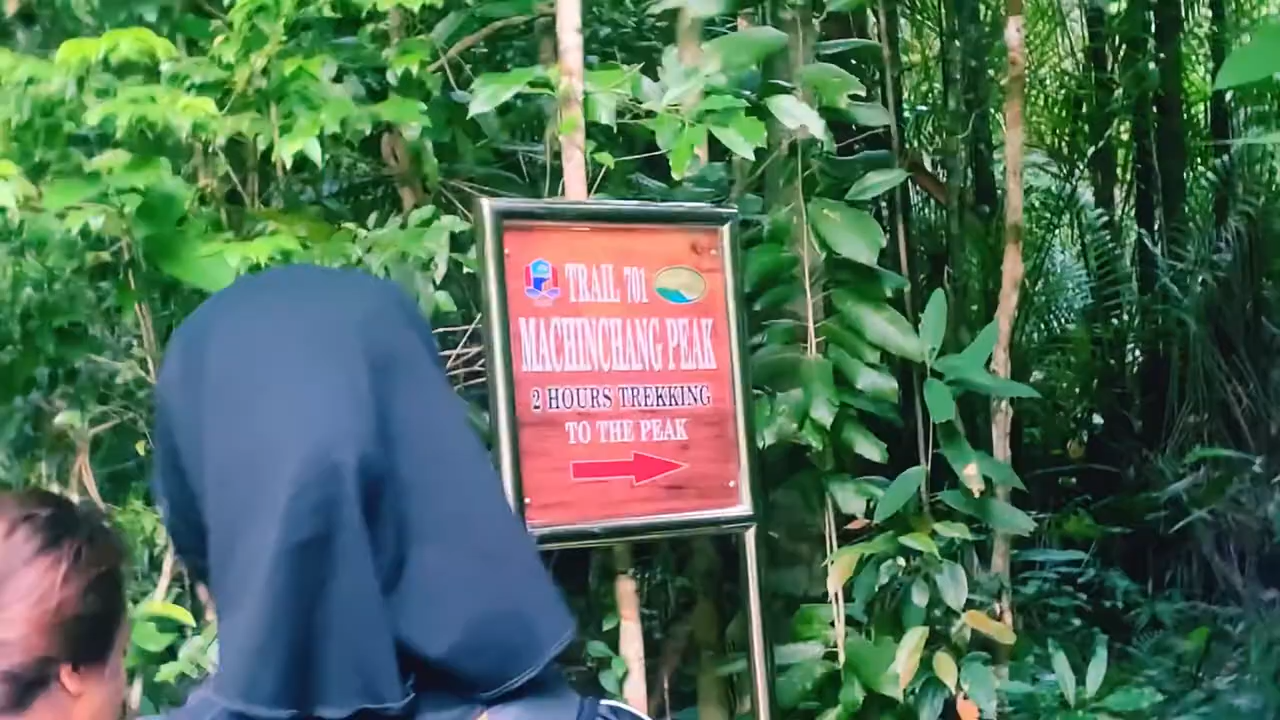 TRAIL 701
MACHINCHANG PEAK
2 HOURS TREKKING
TO THE PEAK